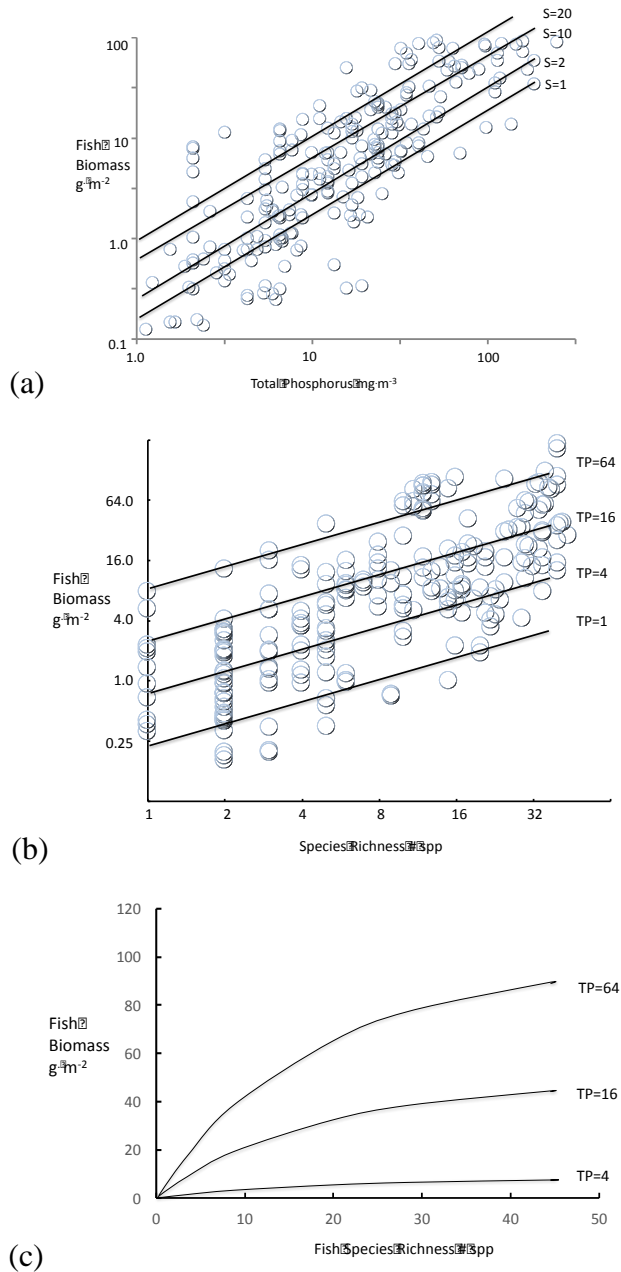 S=20
100
S=10
S=2
S=1
Fish
10
Biomass
g m-2
1.0
0.1
1.0
10
100
Total Phosphorus mg m-3
(a)
TP=64
64.0
TP=16
16.0
Fish
TP=4
Biomass
4.0
g m-2
TP=1
1.0
0.25
1
2
4
8
16
32
(b)
Species Richness # spp
120
100
TP=64
80
Fish
Biomass
60
g m-2
TP=16
40
20
TP=4
0
0
10
20
30
40
50
Fish Species Richness # spp
(c)